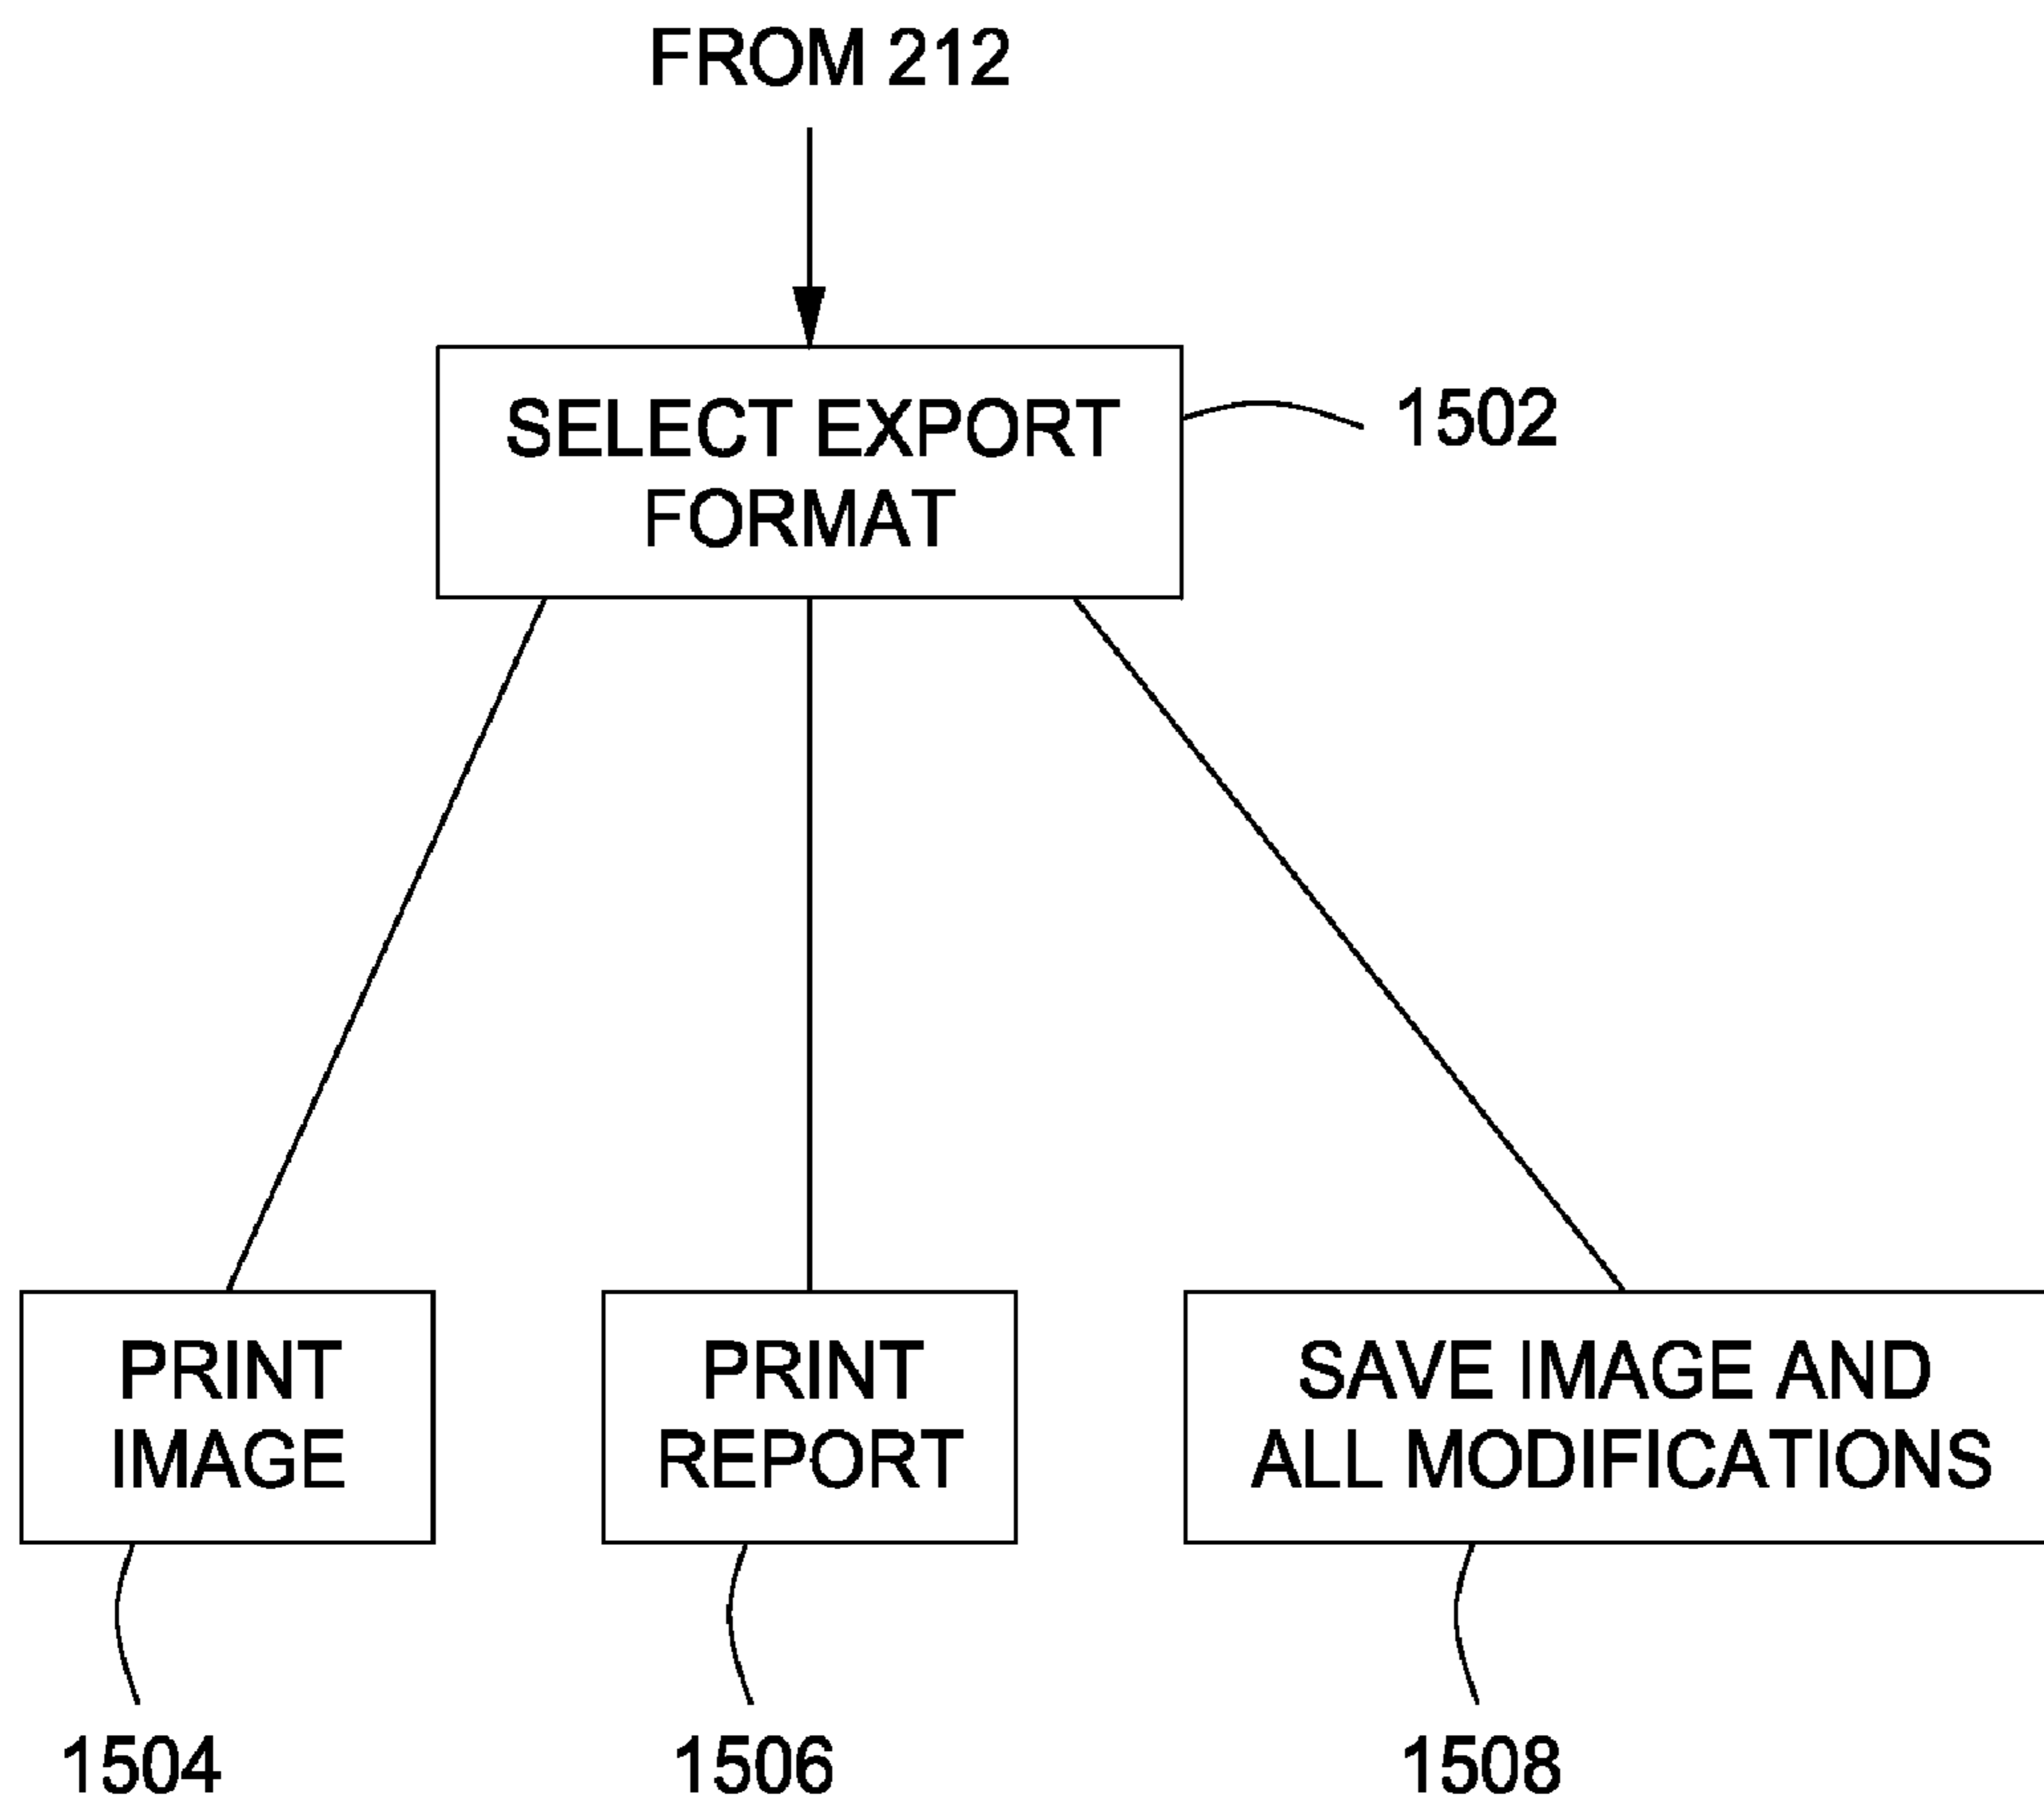 FROM 212
SELECT EXPORT
FORMAT
1502
PRINT
IMAGE
PRINT
REPORT
SAVE IMAGE AND
ALL MODIFICATIONS
1504
1506
1508